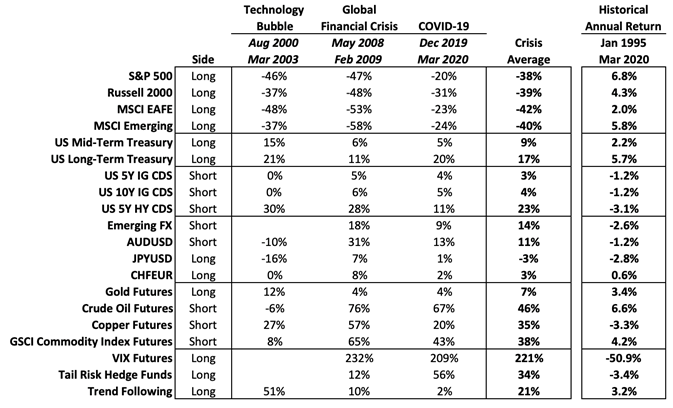 Technology Global Historical
Bubble Financial Crisis COVID-19 Annual Return
Aug 2000 May 2008 Dec 2019 Crisis Jan 1995
Side Mar 2003 Feb 2009 Mar 2020 Average Mar 2020
S&P 500 Long -46% -47% -20% -38% 6.8%
Russell 2000 Long -37% -48% -31% -39% 4.3%
MSCI EAFE Long -48% -53% -23% -42% 2.0%
MSCI Emerging Long -37% -58% -24% -40% 5.8%
US Mid-Term Treasury Long 15% 6% 5% 9% 2.2%
US Long-Term Treasury Long 21% 11% 20% 17% 5.7%
US 5Y IG CDS Short 0% 5% 4% 3% -1.2%
US 10Y IG CDS Short 0% 6% 5% 4% -1.2%
US 5Y HY CDS Short 30% 28% 11% 23% -3.1%
Emerging FX Short 18% 9% 14% -2.6%
AUDUSD Short -10% 31% 13% 11% -1.2%
JPYUSD Long -16% 7% 1% -3% -2.8%
CHFEUR Long 0% 8% 2% 3% 0.6%
Gold Futures Long 12% 4% 4% 7% 3.4%
Crude Oil Futures Short -6% 76% 67% 46% 6.6%
Copper Futures Short 27% 57% 20% 35% -3.3%
GSCI Commodity Index Futures Short 8% 65% 43% 38% 4.2%
VIX Futures Long 232% 209% 221% -50.9%
Tail Risk Hedge Funds Long 12% 56% 34% -3.4%
Trend Following Long 51% 10% 2% 21% 3.2%